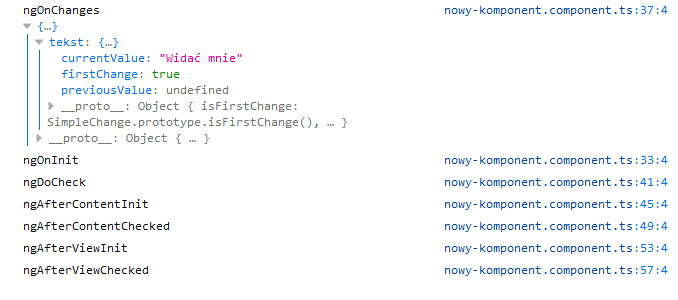 ngOnChanges nowy-komponent.component.ts:37:4
{…}
tekst: {…}
currentValue: "Widać mnie"
firstChange: true
previousValue: undefined
__proto__: Object { isFirstChange:
SimpleChange.prototype.isFirstChange(), … }
__proto__: Object { … }
ngOnInit nowy-komponent.component.ts:33:4
ngDoCheck nowy-komponent.component.ts:41:4
ngAfterContentInit nowy-komponent.component.ts:45:4
ngAfterContentChecked nowy-komponent.component.ts:49:4
ngAfterViewInit nowy-komponent.component.ts:53:4
ngAfterViewChecked nowy-komponent.component.ts:57:4